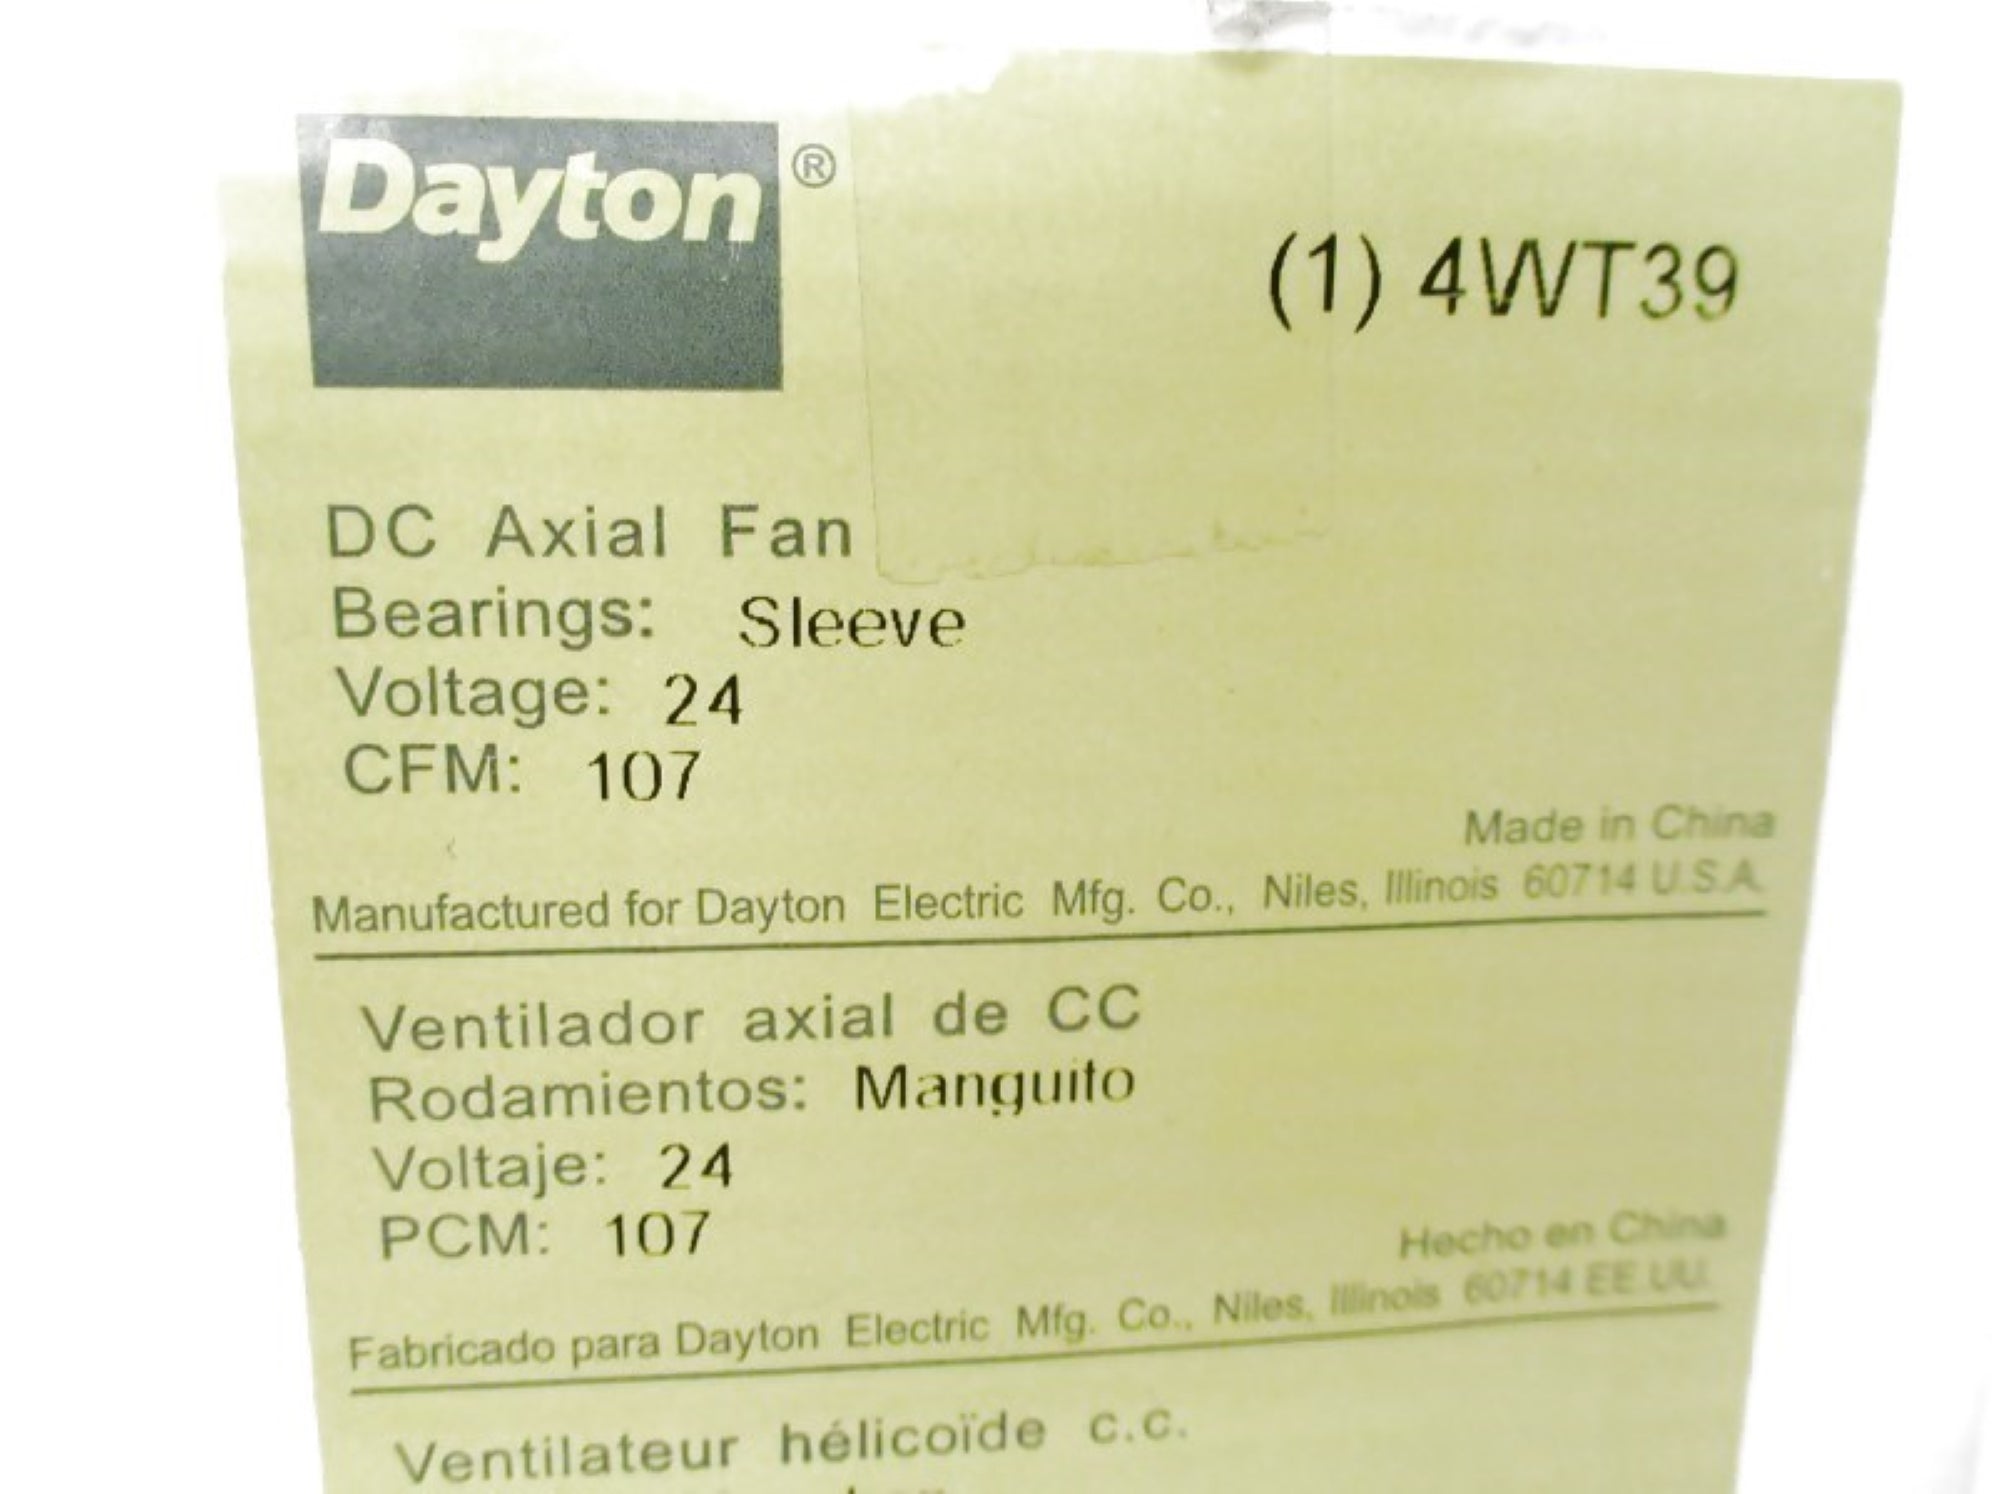 Dayton®
(1) 4WT39
DC Axial Fan
Bearings: Sleeve
Voltage: 24
CFM: 107
Made in China
Manufactured for Dayton Electric Mfg. Co., Niles, Illinois 60714 U.S.A.
Ventilador axial de CC
Rodamientos: Manguito
Voltaje: 24
PCM: 107
Hecho en China
Fabricado para Dayton Electric Mfg. Co., Niles, Illinois 60714 EE.UU.
Ventilateur hélicoïde c.c.